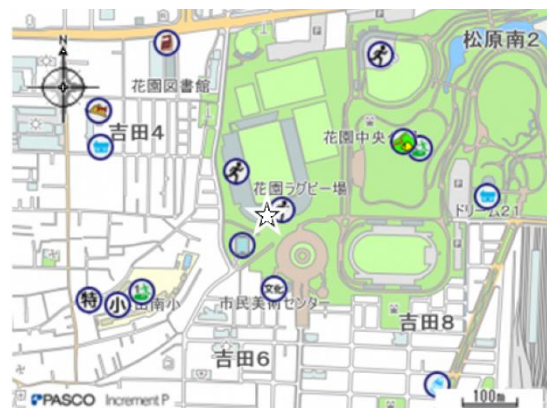 N
松原南2
花園図書館
吉田4
花園中央
花園ラグビー場
ドリーム21
特
小
田南小
文化
市民美術センター
吉田8
吉田6
PASCO Increment P
100m